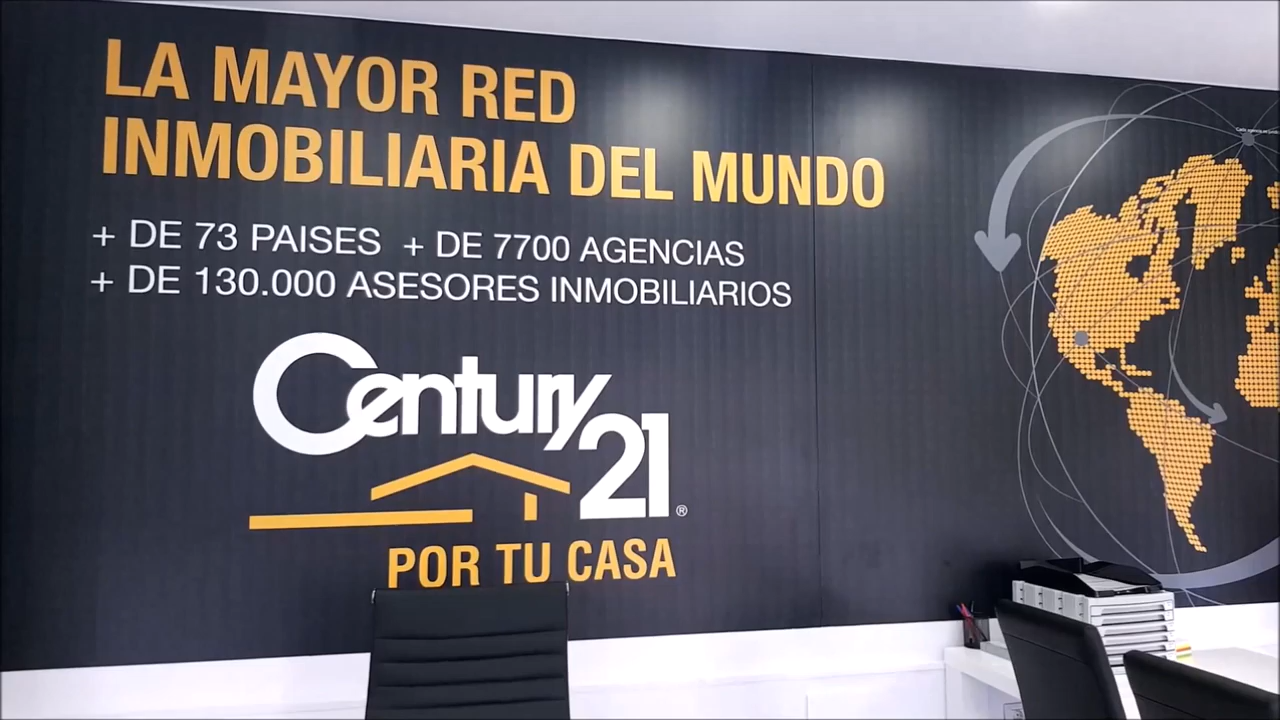 LA MAYOR RED
INMOBILIARIA DEL MUNDO
+ DE 73 PAISES + DE 7700 AGENCIAS
+ DE 130.000 ASESORES INMOBILIARIOS
Century 21®
POR TU CASA